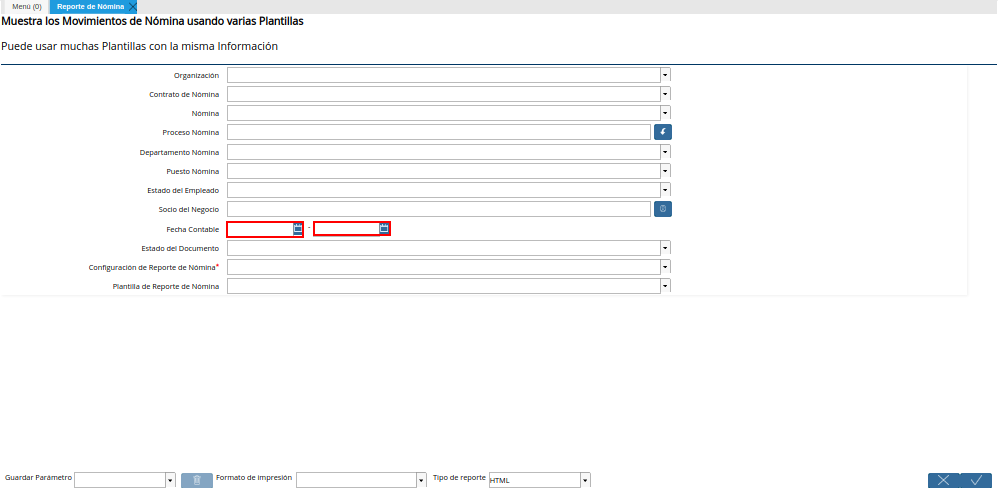 Menú (0)
Reporte de Nómina
Muestra los Movimientos de Nómina usando varias Plantillas
Puede usar muchas Plantillas con la misma Información
Organización
Contrato de Nómina
Nómina
Proceso Nómina
Departamento Nómina
Puesto Nómina
Estado del Empleado
Socio del Negocio
Fecha Contable -
Estado del Documento
Configuración de Reporte de Nómina*
Plantilla de Reporte de Nómina
Guardar Parámetro
Formato de impresión
Tipo de reporte HTML